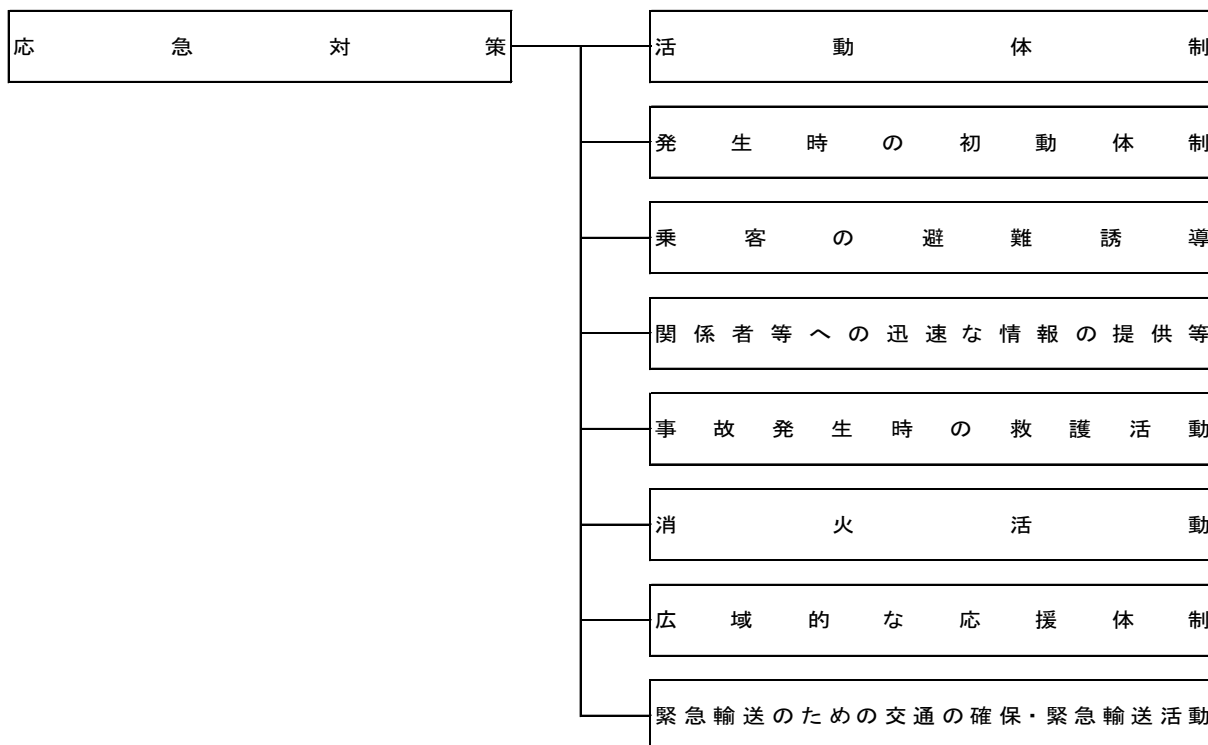 応急対策
活動体制
発生時の初動体制
乗客の避難誘導
関係者等への迅速な情報の提供等
事故発生時の救護活動
消火活動
広域的な応援体制
緊急輸送のための交通の確保・緊急輸送活動